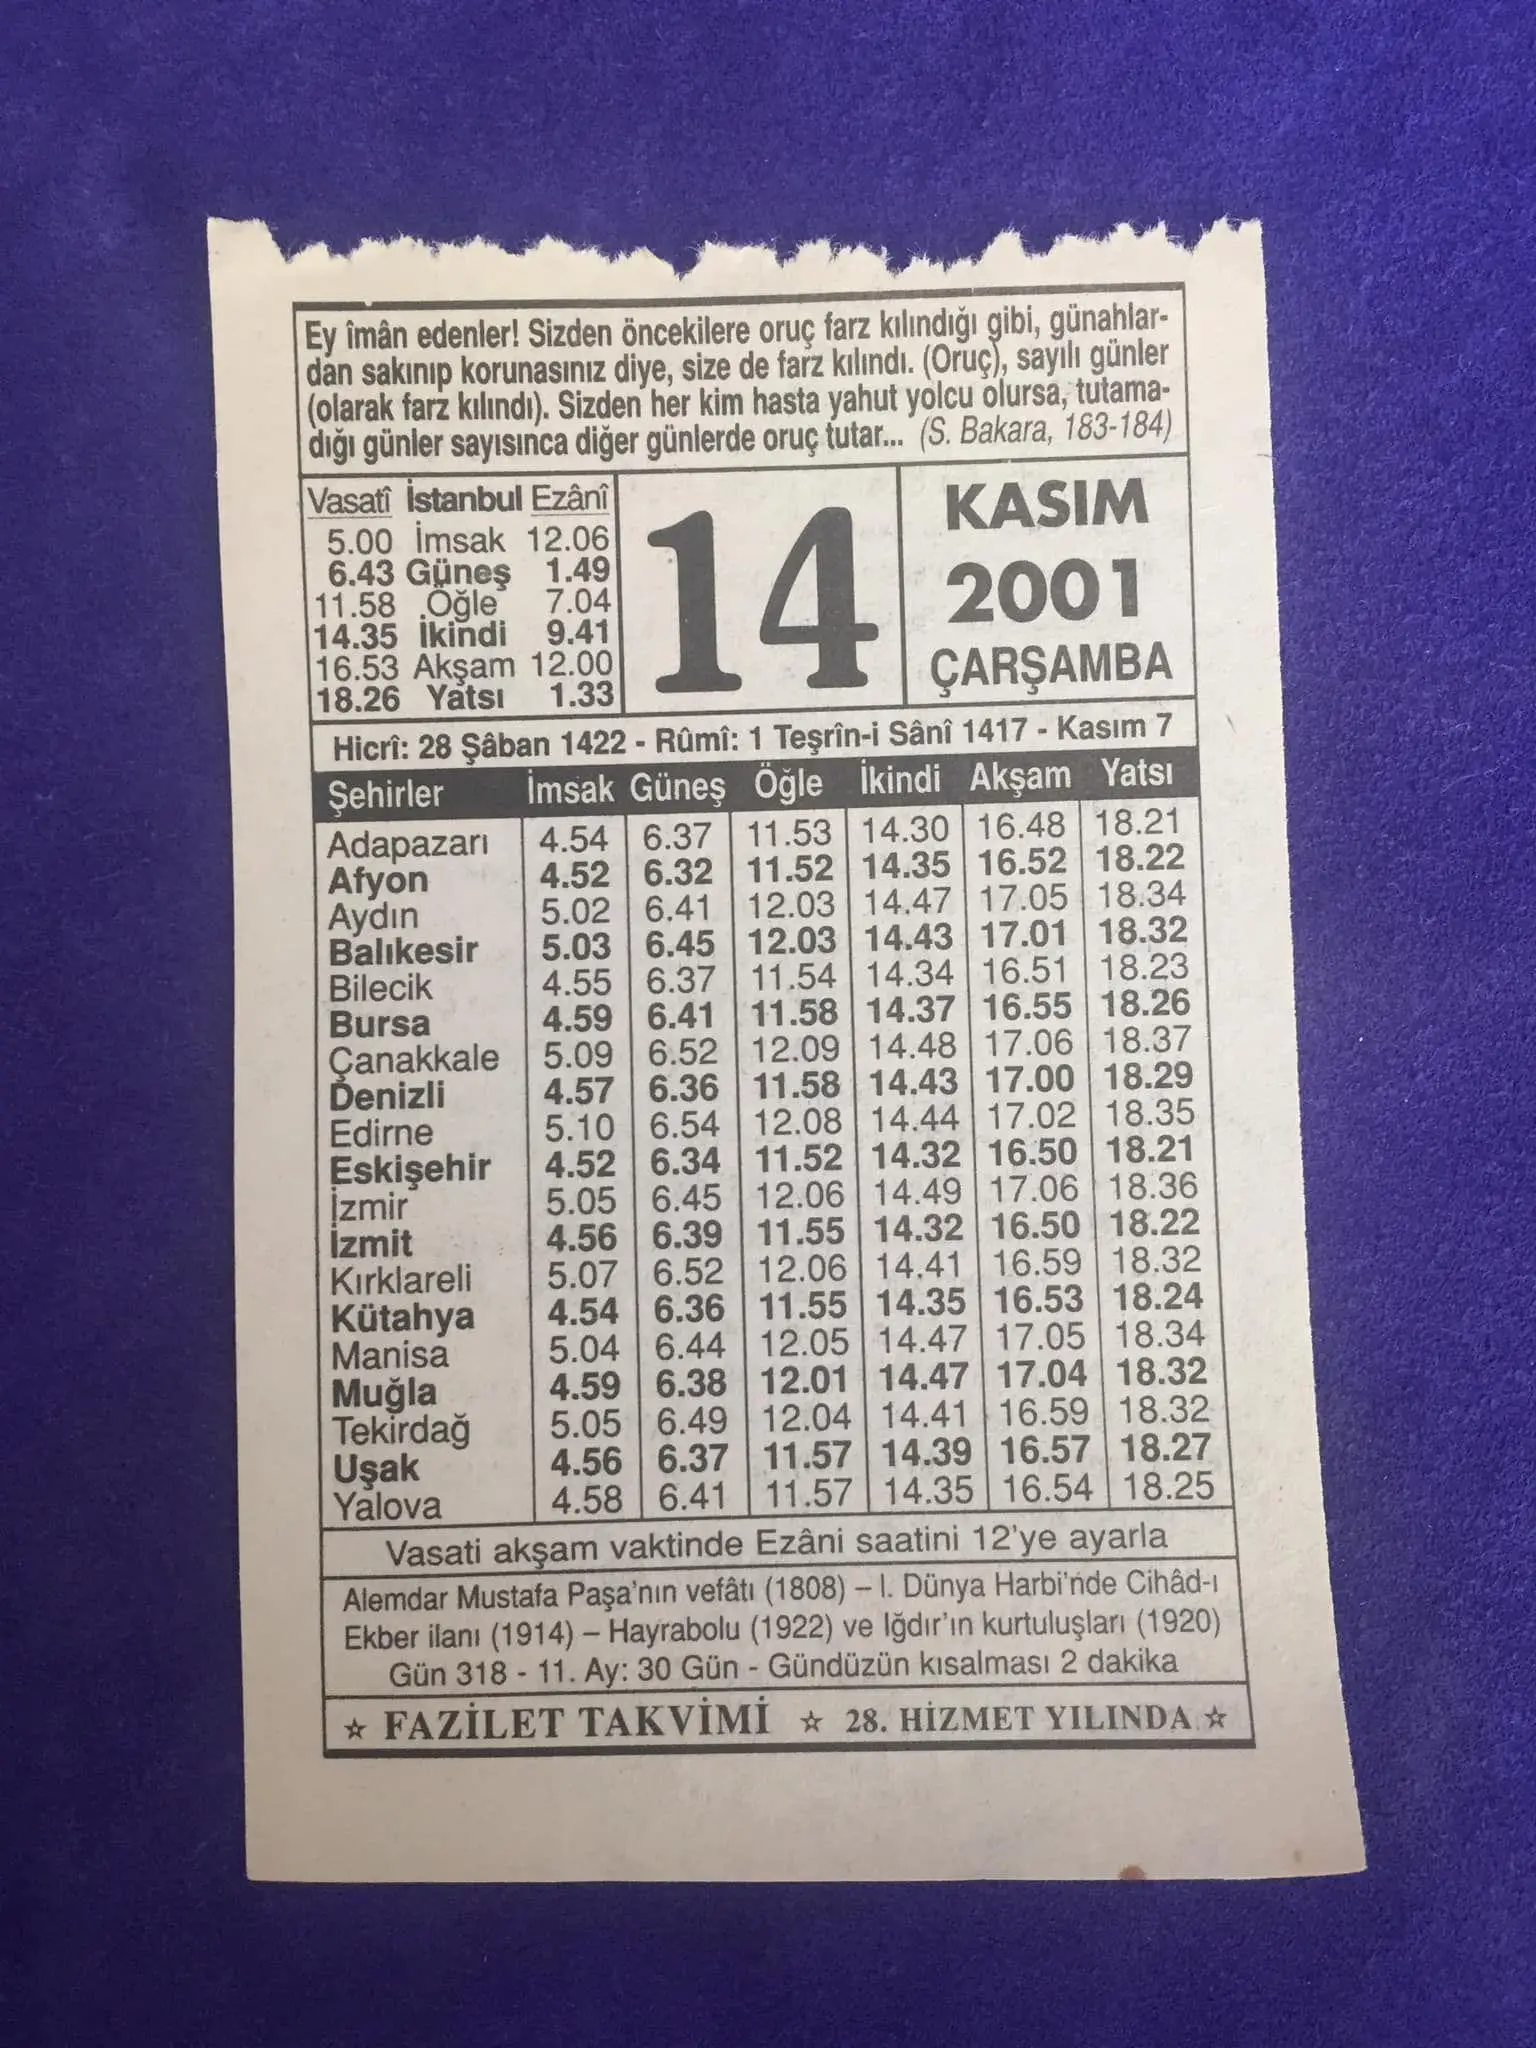 Ey îmân edenler! Sizden öncekilere oruç farz kılındığı gibi, günahlar-
dan sakınıp korunasınız diye, size de farz kılındı. (Oruç), sayılı günler
(olarak farz kılındı). Sizden her kim hasta yahut yolcu olursa, tutama-
dığı günler sayısınca diğer günlerde oruç tutar... (S. Bakara, 183-184)
Vasatî İstanbul Ezânî
5.00 İmsak 12.06
6.43 Güneş 1.49
11.58 Öğle 7.04
14.35 İkindi 9.41
16.53 Akşam 12.00
18.26 Yatsı 1.33
14
KASIM
2001
ÇARŞAMBA
Hicrî: 28 Şâban 1422 - Rûmî: 1 Teşrîn-i Sânî 1417 - Kasım 7
Şehirler İmsak Güneş Öğle İkindi Akşam Yatsı
Adapazarı 4.54 6.37 11.53 14.30 16.48 18.21
Afyon 4.52 6.32 11.52 14.35 16.52 18.22
Aydın 5.02 6.41 12.03 14.47 17.05 18.34
Balıkesir 5.03 6.45 12.03 14.43 17.01 18.32
Bilecik 4.55 6.37 11.54 14.34 16.51 18.23
Bursa 4.59 6.41 11.58 14.37 16.55 18.26
Çanakkale 5.09 6.52 12.09 14.48 17.06 18.37
Denizli 4.57 6.36 11.58 14.43 17.00 18.29
Edirne 5.10 6.54 12.08 14.44 17.02 18.35
Eskişehir 4.52 6.34 11.52 14.32 16.50 18.21
İzmir 5.05 6.45 12.06 14.49 17.06 18.36
İzmit 4.56 6.39 11.55 14.32 16.50 18.22
Kırklareli 5.07 6.52 12.06 14.41 16.59 18.32
Kütahya 4.54 6.36 11.55 14.35 16.53 18.24
Manisa 5.04 6.44 12.05 14.47 17.05 18.34
Muğla 4.59 6.38 12.01 14.47 17.04 18.32
Tekirdağ 5.05 6.49 12.04 14.41 16.59 18.32
Uşak 4.56 6.37 11.57 14.39 16.57 18.27
Yalova 4.58 6.41 11.57 14.35 16.54 18.25
Vasati akşam vaktinde Ezâni saatini 12'ye ayarla
Alemdar Mustafa Paşa'nın vefâtı (1808) – I. Dünya Harbi'nde Cihâd-ı
Ekber ilanı (1914) – Hayrabolu (1922) ve Iğdır'ın kurtuluşları (1920)
Gün 318 - 11. Ay: 30 Gün - Gündüzün kısalması 2 dakika
☆ FAZİLET TAKVİMİ ☆ 28. HİZMET YILINDA ☆